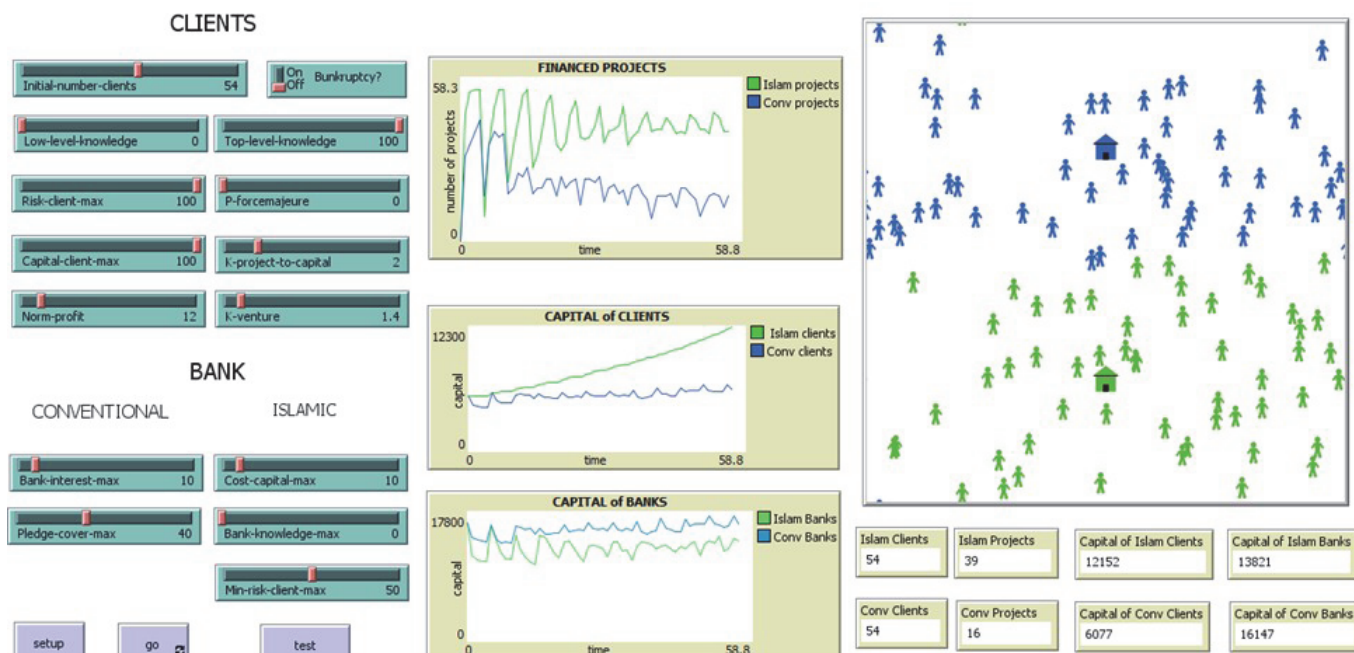 CLIENTS
Initial-number-clients 54
On
Off
Bunkruptcy?
Low-level-knowledge 0
Top-level-knowledge 100
Risk-client-max 100
P-forcemajeure 0
Capital-client-max 100
K-project-to-capital 2
Norm-profit 12
K-venture 1.4
BANK
CONVENTIONAL
ISLAMIC
Bank-interest-max 10
Cost-capital-max 10
Pledge-cover-max 40
Bank-knowledge-max 0
Min-risk-client-max 50
setup
go
test
FINANCED PROJECTS
58.3
number of projects
0
0
time
58.8
Islam projects
Conv projects
CAPITAL of CLIENTS
12300
capital
0
0
time
58.8
Islam clients
Conv clients
CAPITAL of BANKS
17800
capital
0
0
time
58.8
Islam Banks
Conv Banks
Islam Clients
54
Islam Projects
39
Capital of Islam Clients
12152
Capital of Islam Banks
13821
Conv Clients
54
Conv Projects
16
Capital of Conv Clients
6077
Capital of Conv Banks
16147